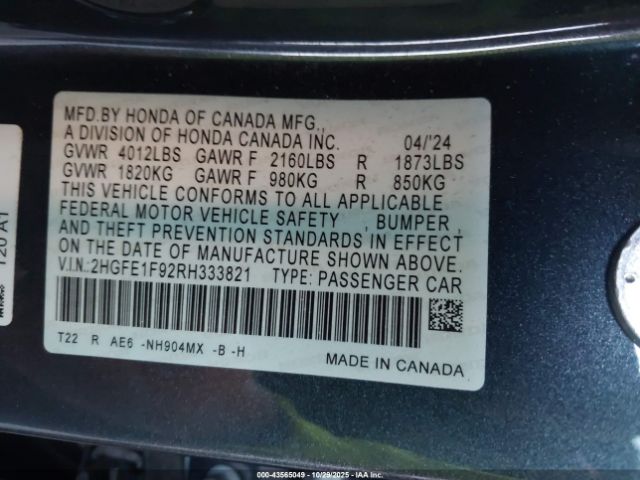 MFD.BY HONDA OF CANADA MFG.,
A DIVISION OF HONDA CANADA INC. 04/'24
GVWR 4012LBS GAWR F 2160LBS R 1873LBS
GVWR 1820KG GAWR F 980KG R 850KG
THIS VEHICLE CONFORMS TO ALL APPLICABLE
FEDERAL MOTOR VEHICLE SAFETY , BUMPER ,
AND THEFT PREVENTION STANDARDS IN EFFECT
ON THE DATE OF MANUFACTURE SHOWN ABOVE.
V.I.N.:2HGFE1F92RH333821 TYPE: PASSENGER CAR
T22 R AE6 -NH904MX -B -H
MADE IN CANADA
120 A1
IAA
© -- 43565049 - 10/29/2025 -- IAA